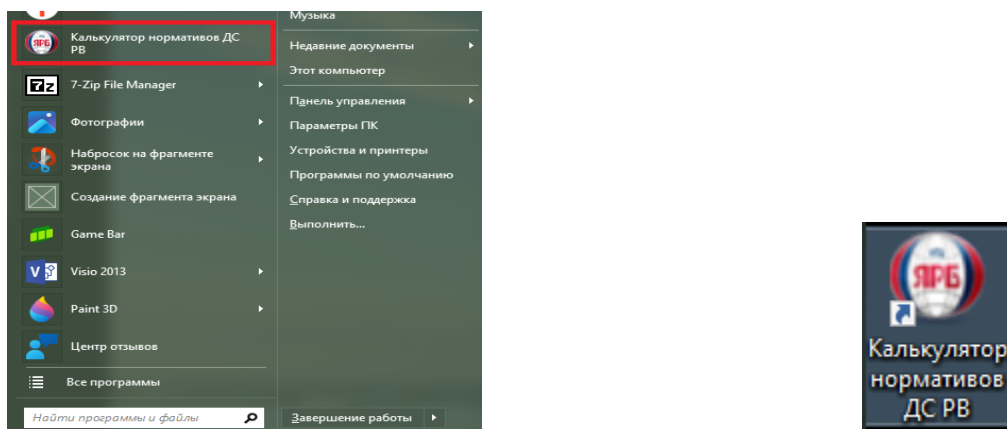 Калькулятор нормативов ДС
РВ
7-Zip File Manager
Фотографии
Набросок на фрагменте
экрана
Создание фрагмента экрана
Game Bar
Visio 2013
Paint 3D
Центр отзывов
Все программы
Найти программы и файлы
Музыка
Недавние документы
Этот компьютер
Панель управления
Параметры ПК
Устройства и принтеры
Программы по умолчанию
Справка и поддержка
Выполнить...
Завершение работы
ЯРБ
Калькулятор
нормативов
ДС РВ